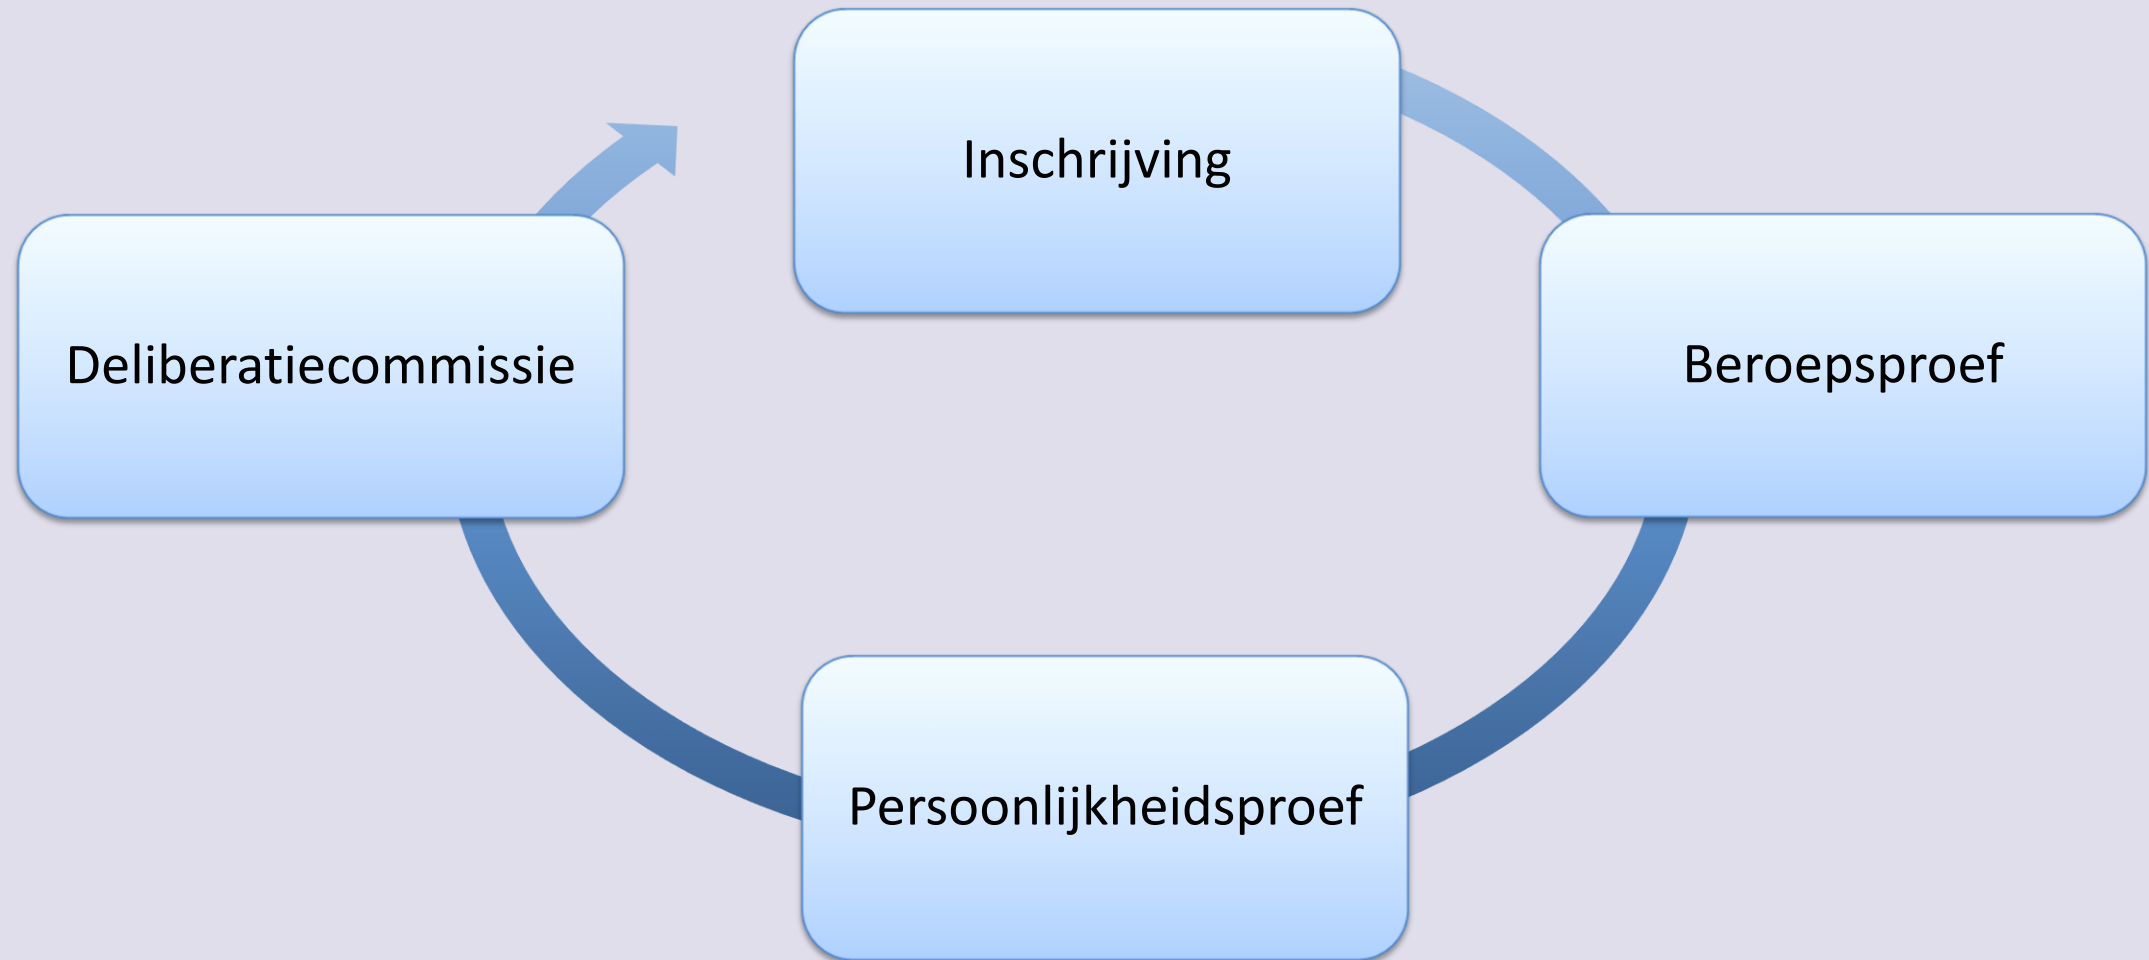 Inschrijving
Beroepsproef
Persoonlijkheidsproef
Deliberatiecommissie